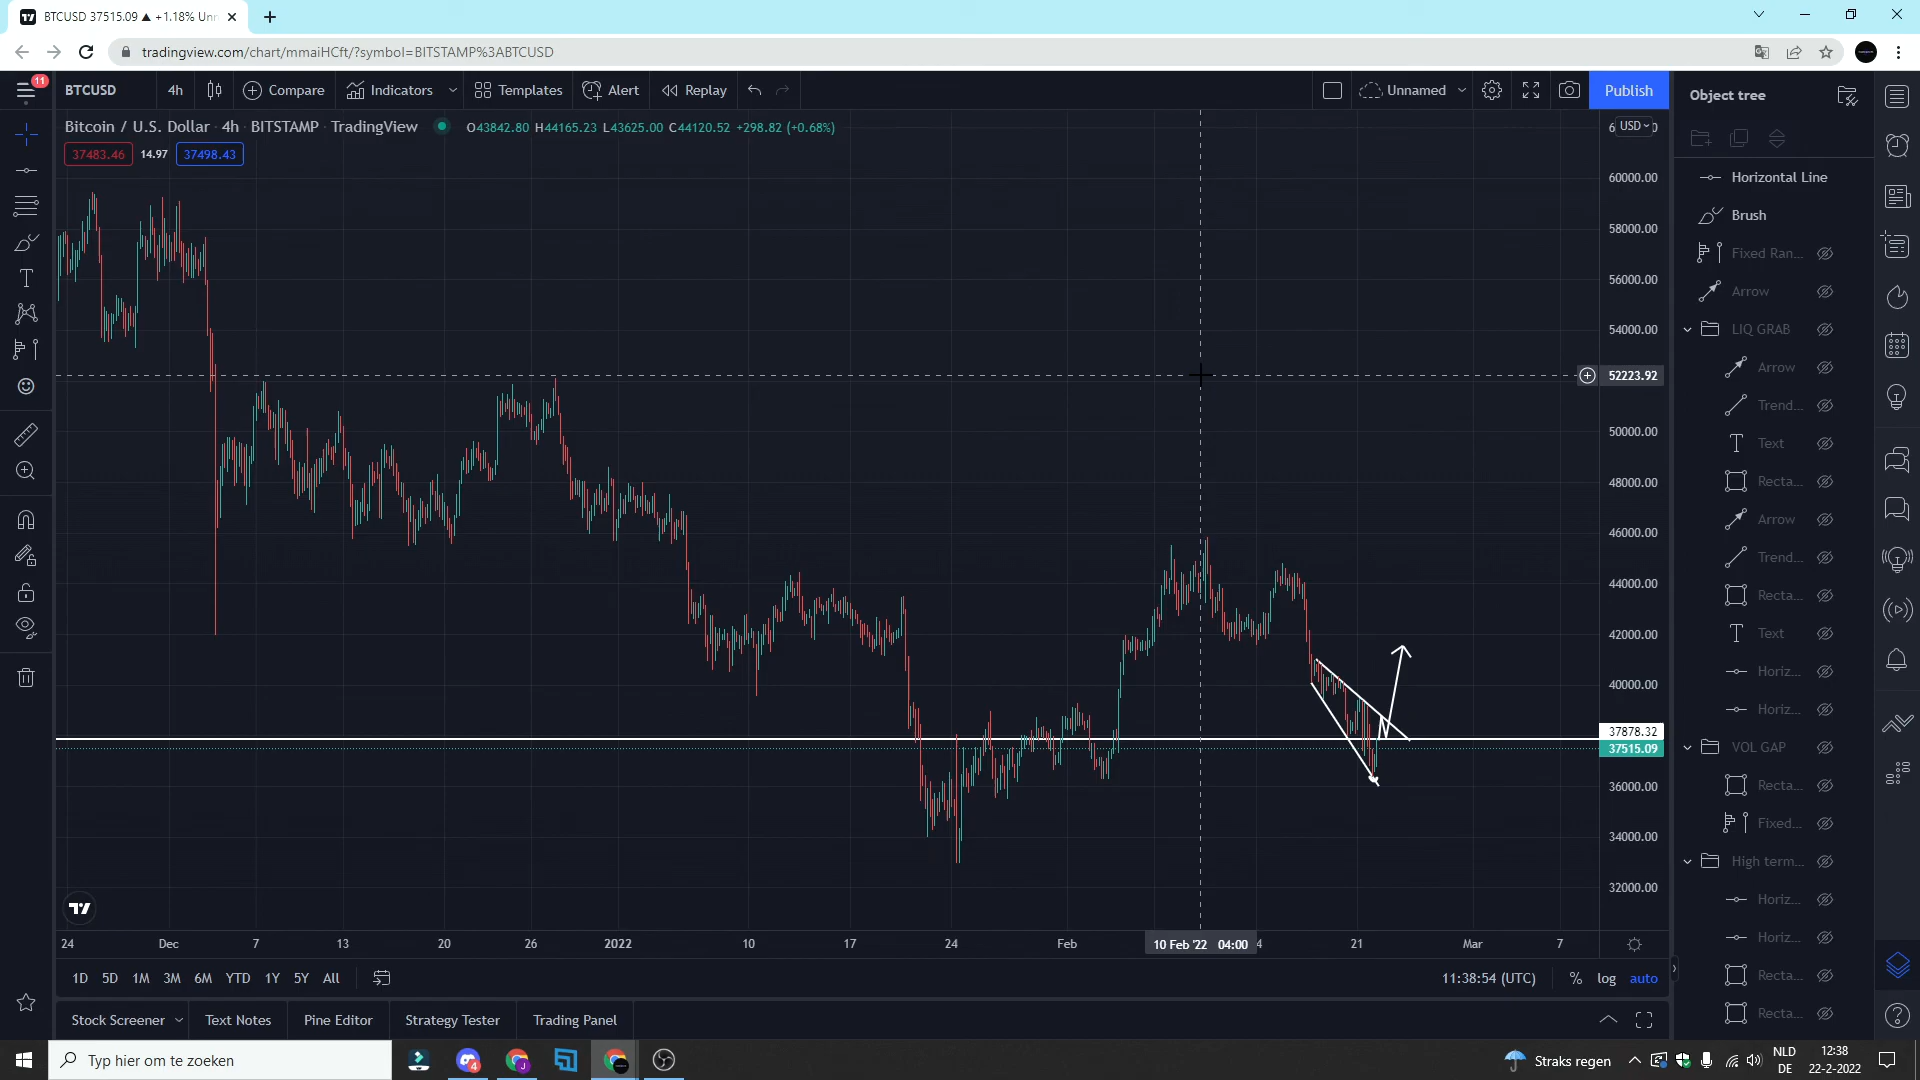 BTCUSD 37515.09 ▲ +1.18% Unn
tradingview.com/chart/mmaiHCft/?symbol=BITSTAMP%3ABTCUSD
11
BTCUSD 4h Compare Indicators Templates Alert Replay Unnamed Publish
Object tree
Bitcoin / U.S. Dollar · 4h · BITSTAMP · TradingView O43842.80 H44165.23 L43625.00 C44120.52 +298.82 (+0.68%)
USD
37483.46 14.97 37498.43
60000.00
58000.00
56000.00
54000.00
52223.92
50000.00
48000.00
46000.00
44000.00
42000.00
40000.00
37878.32
37515.09
36000.00
34000.00
32000.00
Horizontal Line
Brush
Fixed Ran...
Arrow
LIQ GRAB
Arrow
Trend...
Text
Recta...
Arrow
Trend...
Recta...
Text
Horiz...
Horiz...
VOL GAP
Recta...
Fixed...
High term...
Horiz...
Horiz...
Recta...
Recta...
24 Dec 7 13 20 26 2022 10 17 24 Feb 10 Feb '22 04:00 4 21 Mar 7
1D 5D 1M 3M 6M YTD 1Y 5Y All 11:38:54 (UTC) % log auto
Stock Screener Text Notes Pine Editor Strategy Tester Trading Panel
Typ hier om te zoeken
4
J
Straks regen
NLD
DE
12:38
22-2-2022